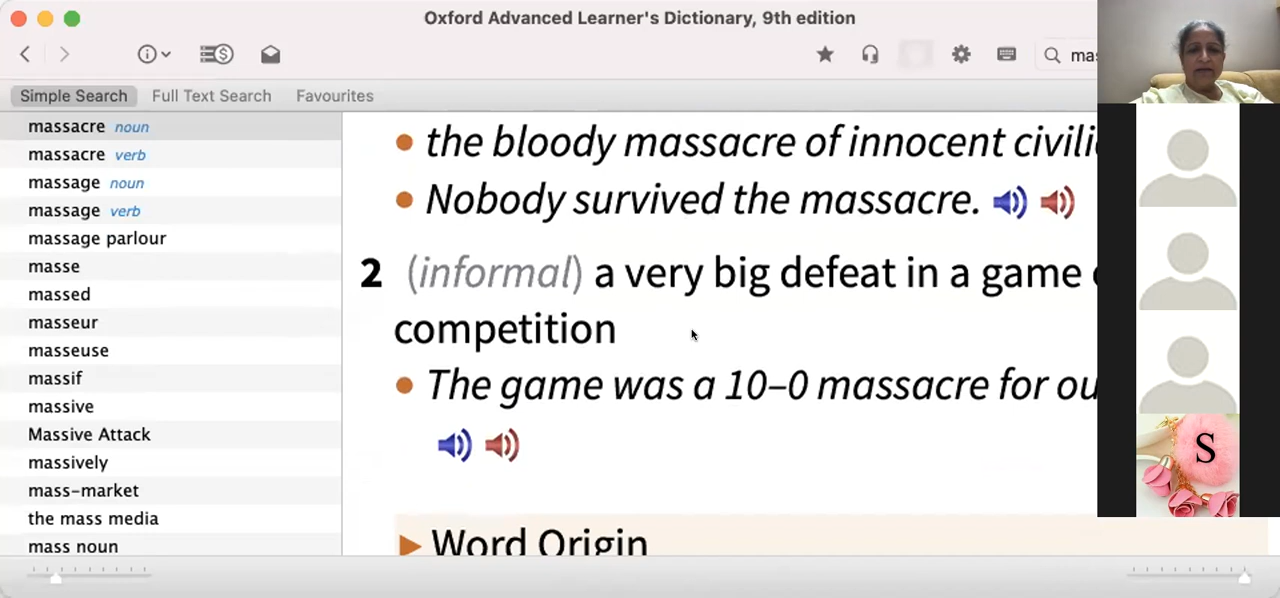 Oxford Advanced Learner's Dictionary, 9th edition
mas
Simple Search Full Text Search Favourites
massacre noun
massacre verb
massage noun
massage verb
massage parlour
masse
massed
masseur
masseuse
massif
massive
Massive Attack
massively
mass-market
the mass media
mass noun
the bloody massacre of innocent civili
Nobody survived the massacre.
2 (informal) a very big defeat in a game
competition
The game was a 10–0 massacre for ou
Word Origin
S